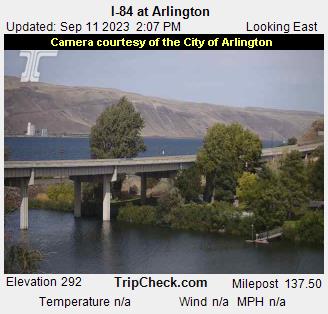 I-84 at Arlington
Updated: Sep 11 2023 2:07 PM Looking East
Camera courtesy of the City of Arlington
Elevation 292 TripCheck.com Milepost 137.50
Temperature n/a Wind n/a MPH n/a